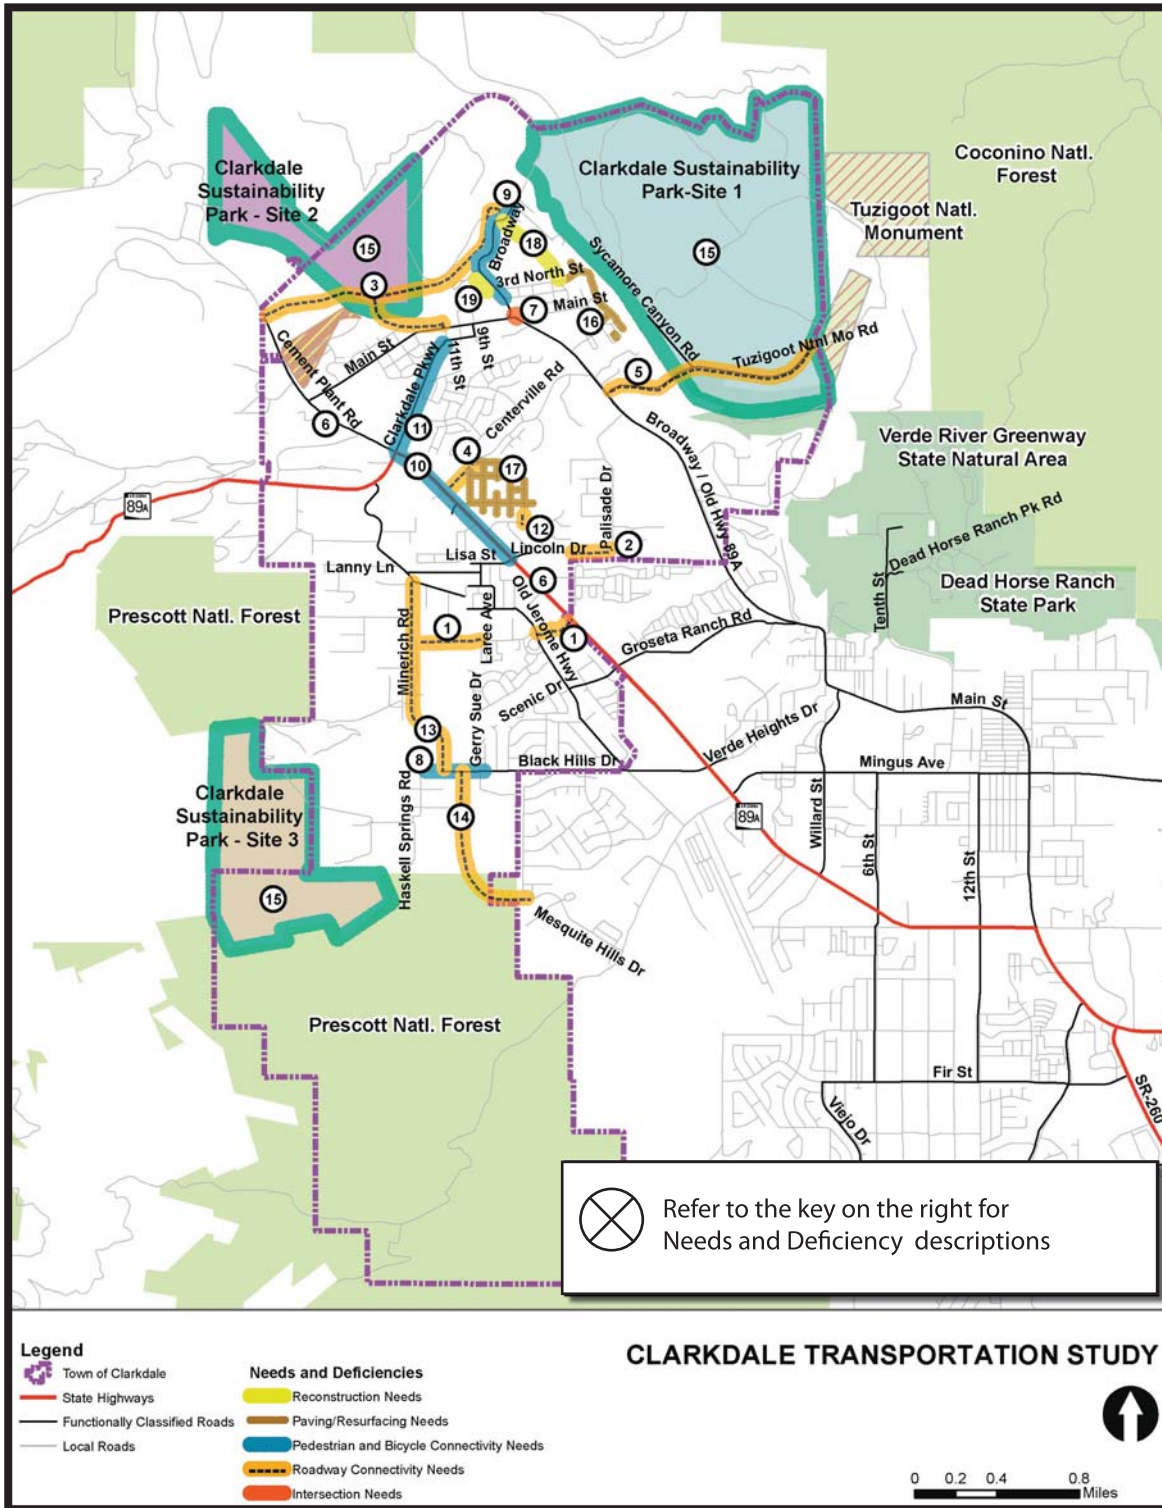 Coconino Natl.
Forest
Clarkdale
Sustainability
Park - Site 2
Clarkdale Sustainability
Park-Site 1
Tuzigoot Natl.
Monument
9
Broadway
18
15
15
3rd North St
Sycamore Canyon Rd
3
19
7
Main St
16
Cement Plant Rd
Main St
9th St
11th St
Clarkdale Pkwy
Tuzigoot Ntnl Mo Rd
5
6
11
Centerville Rd
Broadway / Old Hwy 89A
Verde River Greenway
State Natural Area
4
10
17
ARIZONA
89A
Palisade Dr
Dead Horse Ranch Pk Rd
12
Lisa St
Lincoln Dr
2
Lanny Ln
6
Tenth St
Dead Horse Ranch
State Park
Prescott Natl. Forest
Minerich Rd
1
Laree Ave
Old Jerome Hwy
1
Groseta Ranch Rd
Scenic Dr
Gerry Sue Dr
Main St
13
8
Verde Heights Dr
Black Hills Dr
Mingus Ave
Clarkdale
Sustainability
Park - Site 3
Haskell Springs Rd
14
ARIZONA
89A
Willard St
6th St
12th St
15
Mesquite Hills Dr
Prescott Natl. Forest
Fir St
Viejo Dr
SR-260
Refer to the key on the right for
Needs and Deficiency descriptions
Legend
Town of Clarkdale
State Highways
Functionally Classified Roads
Local Roads
Needs and Deficiencies
Reconstruction Needs
Paving/Resurfacing Needs
Pedestrian and Bicycle Connectivity Needs
Roadway Connectivity Needs
Intersection Needs
CLARKDALE TRANSPORTATION STUDY
0 0.2 0.4 0.8
Miles